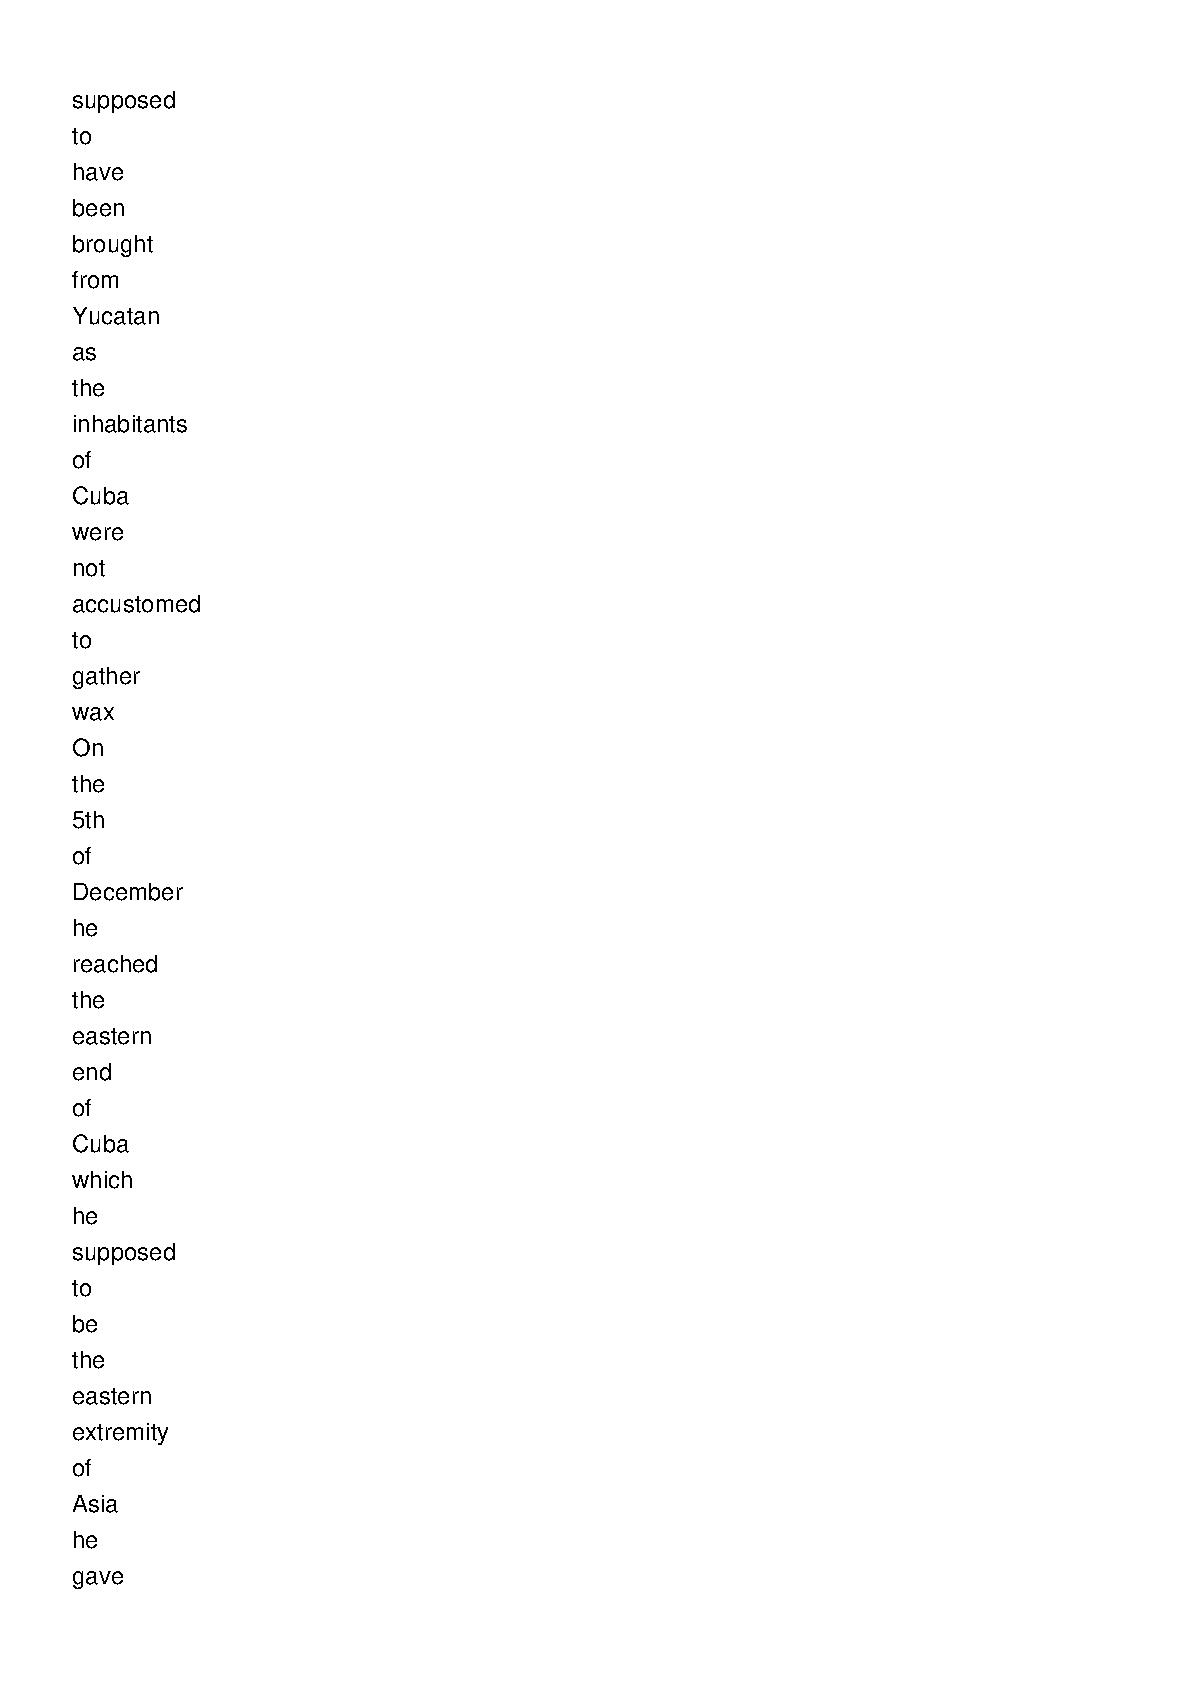 supposed
to
have
been
brought
from
Yucatan
as
the
inhabitants
of
Cuba
were
not
accustomed
to
gather
wax
On
the
5th
of
December
he
reached
the
eastern
end
of
Cuba
which
he
supposed
to
be
the
eastern
extremity
of
Asia
he
gave